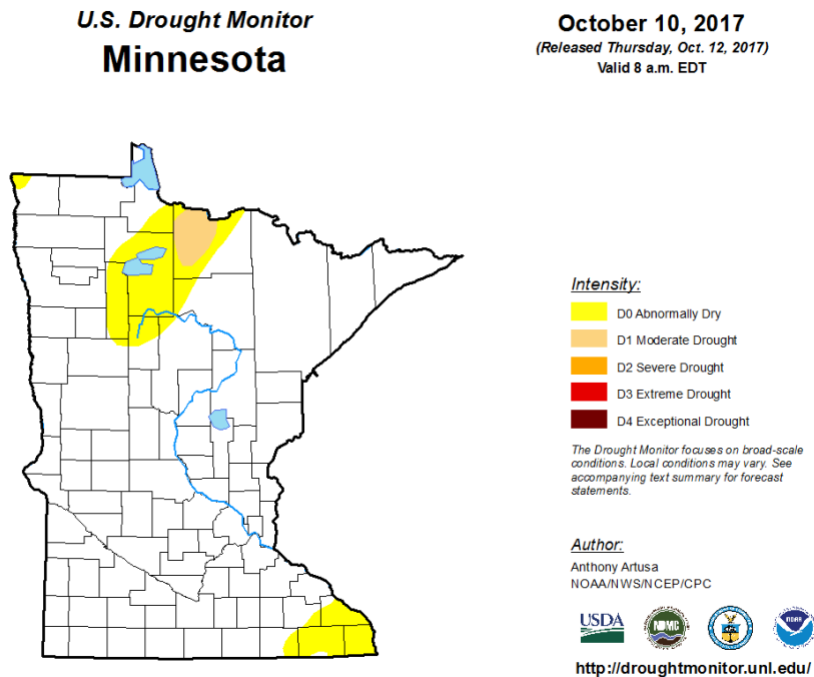 U.S. Drought Monitor
Minnesota
October 10, 2017
(Released Thursday, Oct. 12, 2017)
Valid 8 a.m. EDT
Intensity:
D0 Abnormally Dry
D1 Moderate Drought
D2 Severe Drought
D3 Extreme Drought
D4 Exceptional Drought
The Drought Monitor focuses on broad-scale
conditions. Local conditions may vary. See
accompanying text summary for forecast
statements.
Author:
Anthony Artusa
NOAA/NWS/NCEP/CPC
USDA
NDMC
NOAA
http://droughtmonitor.unl.edu/